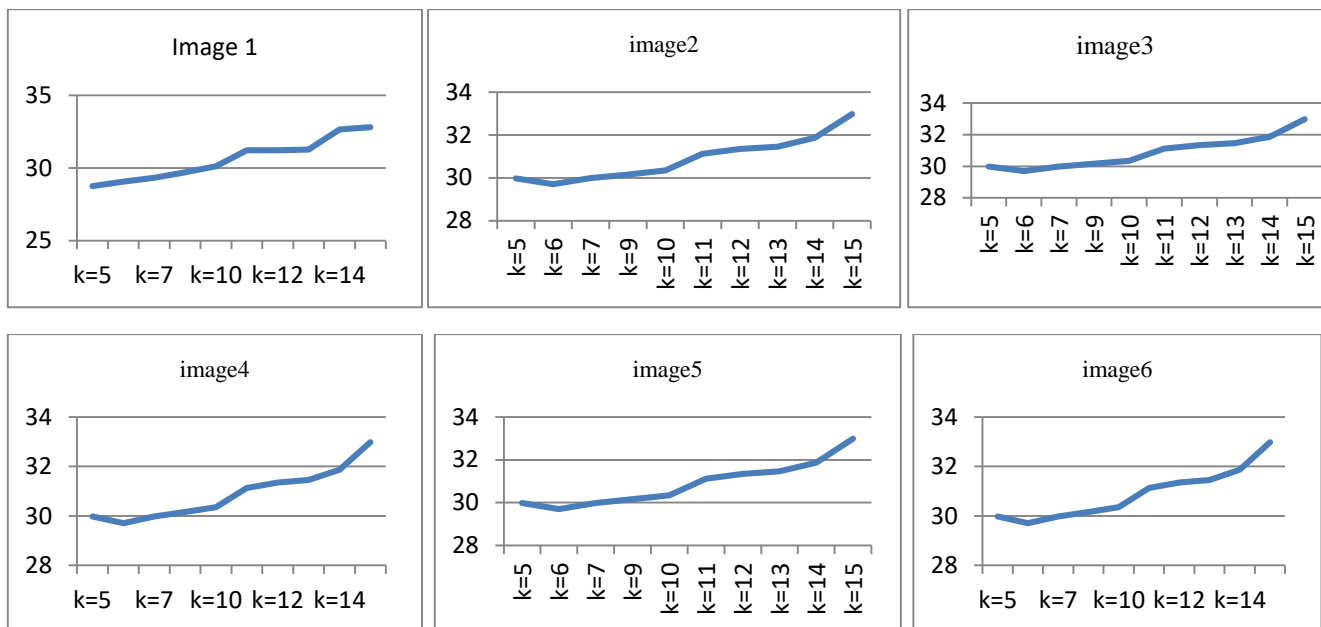 Image 1
35
30
25
k=5 k=7 k=10 k=12 k=14
image2
34
32
30
28
k=5
k=6
k=7
k=9
k=10
k=11
k=12
k=13
k=14
k=15
image3
34
32
30
28
k=5
k=6
k=7
k=9
k=10
k=11
k=12
k=13
k=14
k=15
image4
34
32
30
28
k=5 k=7 k=10 k=12 k=14
image5
34
32
30
28
k=5
k=6
k=7
k=9
k=10
k=11
k=12
k=13
k=14
k=15
image6
34
32
30
28
k=5 k=7 k=10 k=12 k=14